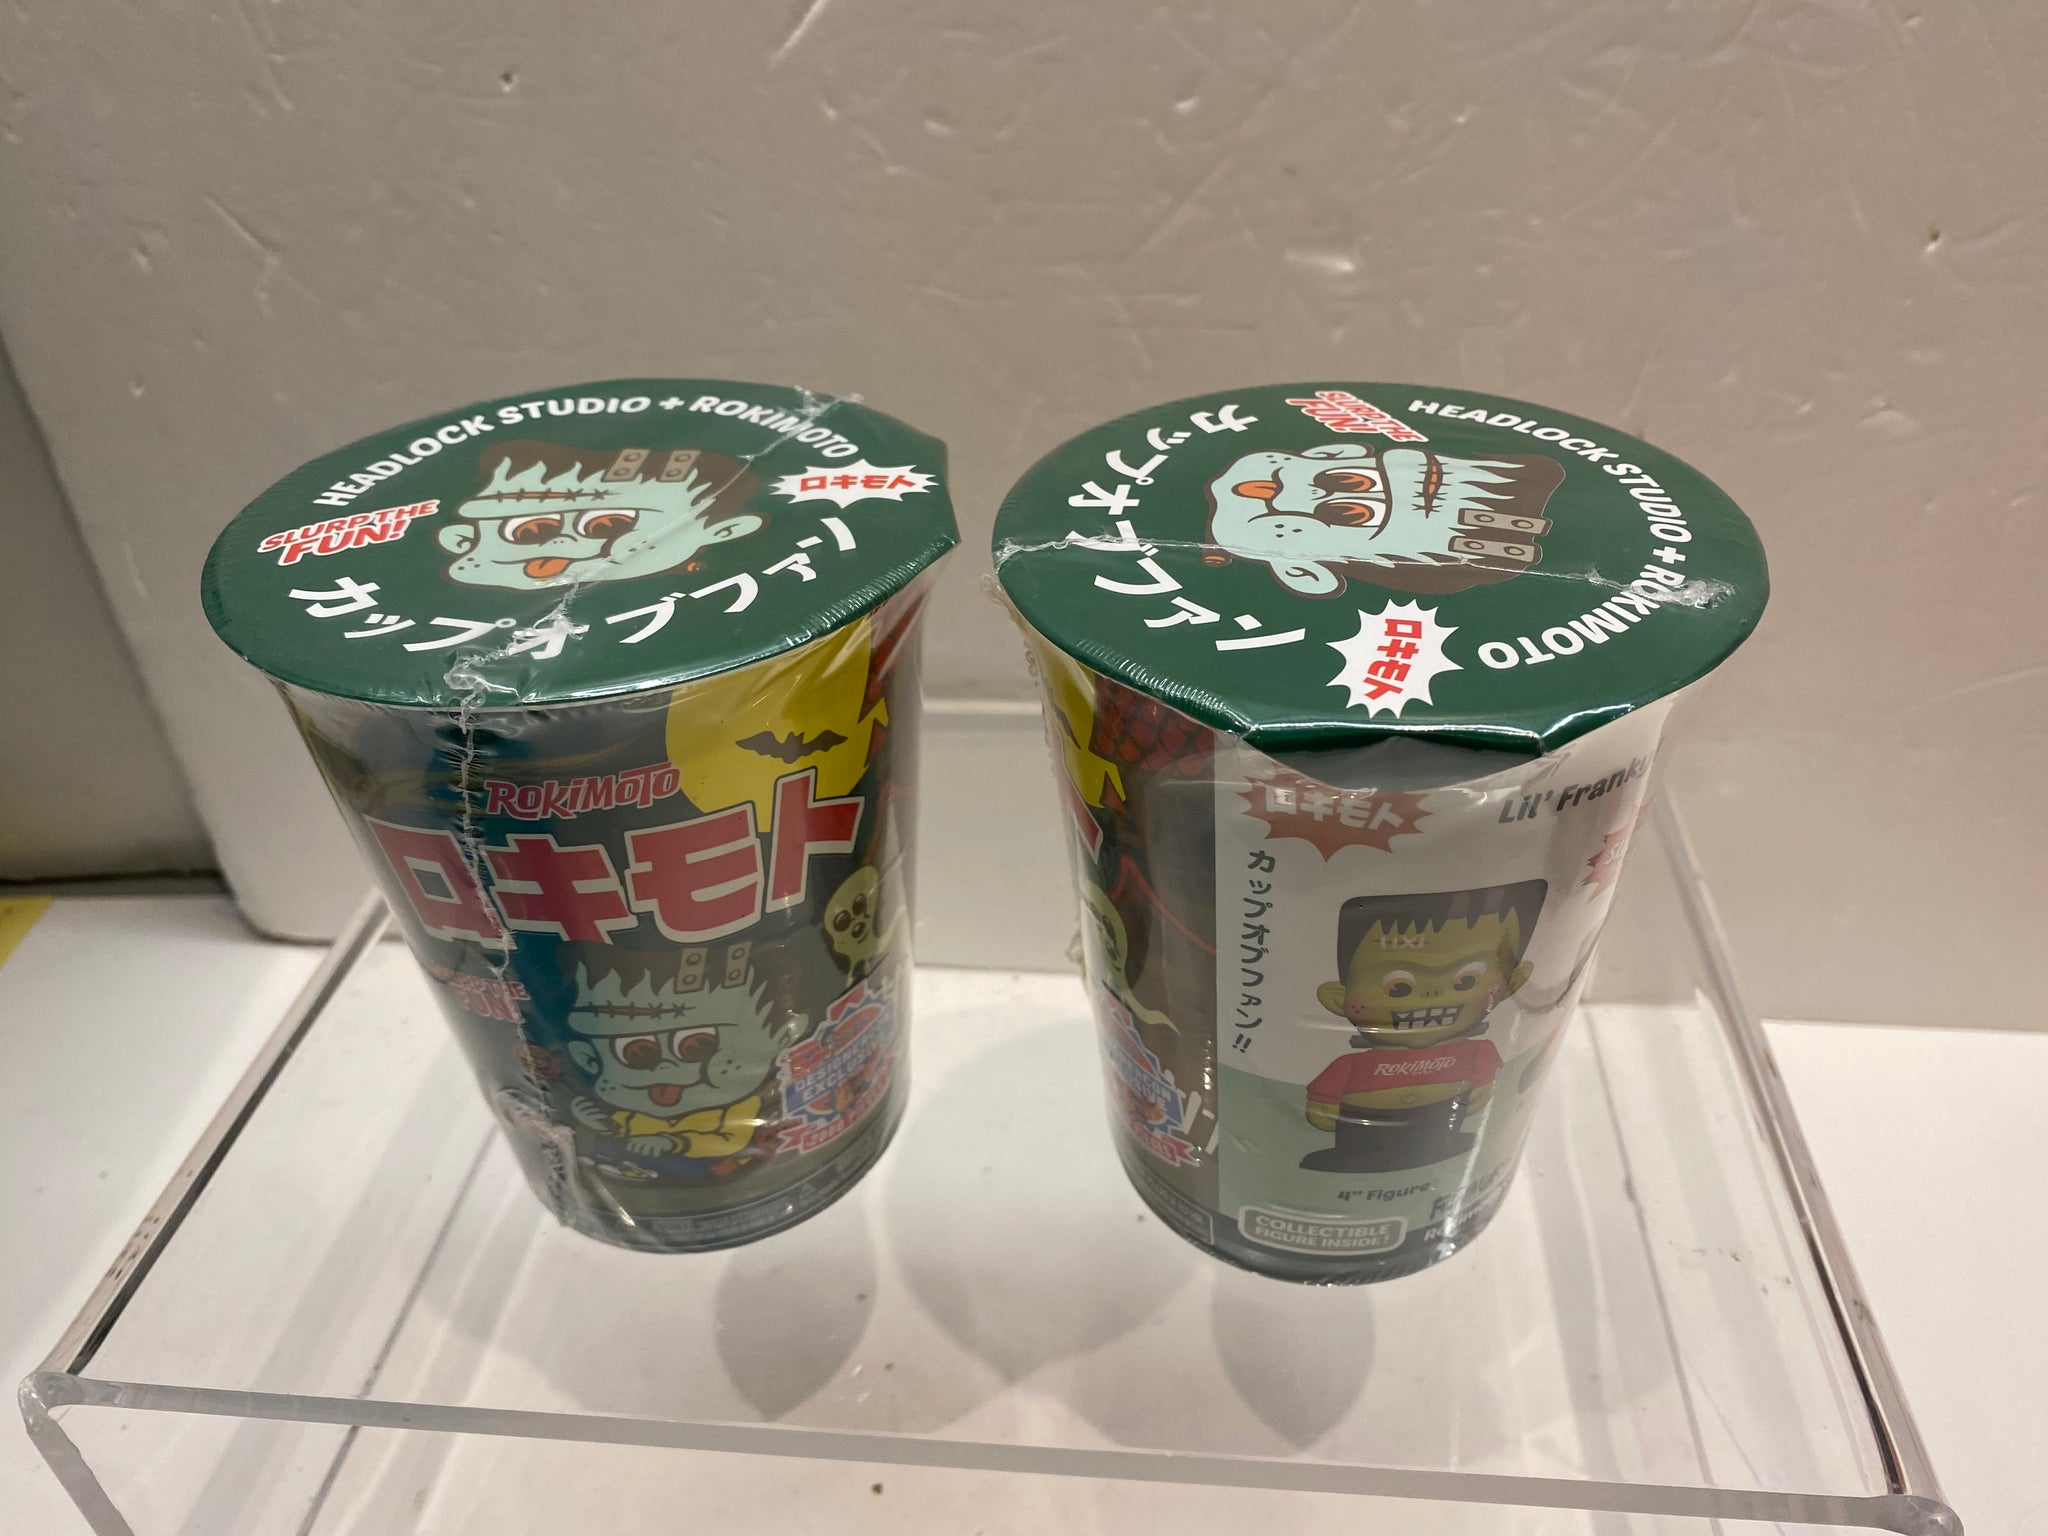 HEADLOCK STUDIO + ROKiMOTO
ロキモト
SLURP THE
FUN!
カップオブファン
ROKiMOTO
ロキモト
FUN!
DESIGNERCON
EXCLUSIVE
SLURP THE
FUN!
HEADLOCK STUDIO + ROKiMOTO
カップオブファン
ロキモト
ロキモト
Lil' Franky
カップオブファン!!
ROKiMOTO
4" Figure
COLLECTIBLE
FIGURE INSIDE!